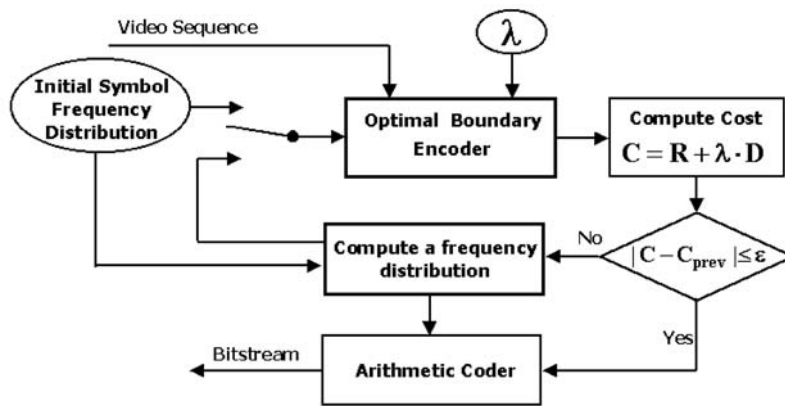 Video Sequence
λ
Initial Symbol
Frequency
Distribution
Optimal Boundary
Encoder
Compute Cost
C = R + λ · D
Compute a frequency
distribution
No
| C − Cprev | ≤ ε
Yes
Bitstream
Arithmetic Coder